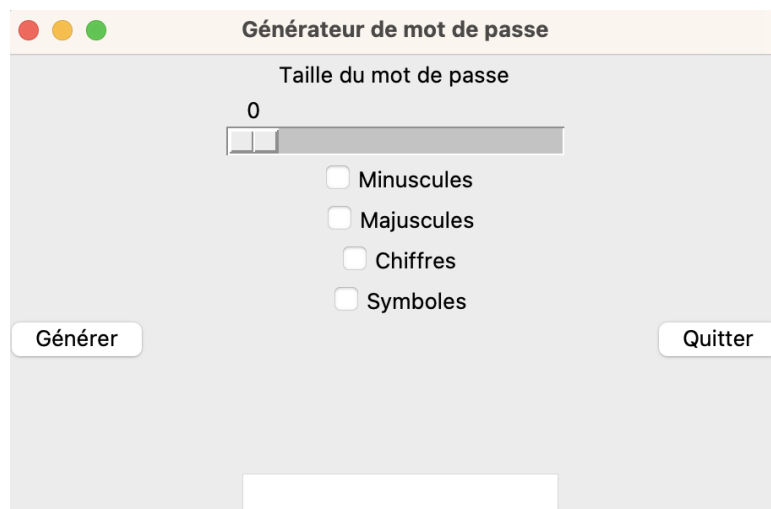 Générateur de mot de passe
Taille du mot de passe
0
Minuscules
Majuscules
Chiffres
Symboles
Générer
Quitter